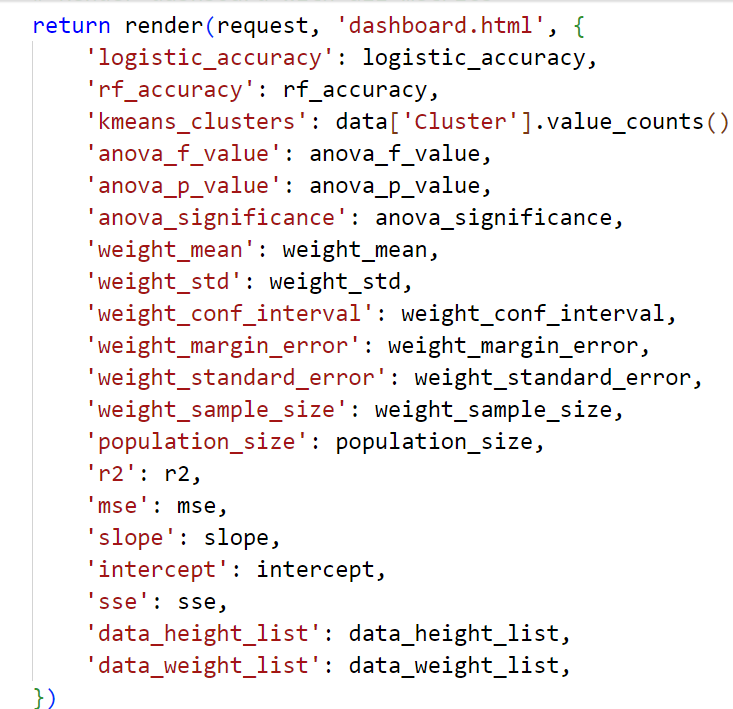 return render(request, 'dashboard.html', {
    'logistic_accuracy': logistic_accuracy,
    'rf_accuracy': rf_accuracy,
    'kmeans_clusters': data['Cluster'].value_counts()
    'anova_f_value': anova_f_value,
    'anova_p_value': anova_p_value,
    'anova_significance': anova_significance,
    'weight_mean': weight_mean,
    'weight_std': weight_std,
    'weight_conf_interval': weight_conf_interval,
    'weight_margin_error': weight_margin_error,
    'weight_standard_error': weight_standard_error,
    'weight_sample_size': weight_sample_size,
    'population_size': population_size,
    'r2': r2,
    'mse': mse,
    'slope': slope,
    'intercept': intercept,
    'sse': sse,
    'data_height_list': data_height_list,
    'data_weight_list': data_weight_list,
})